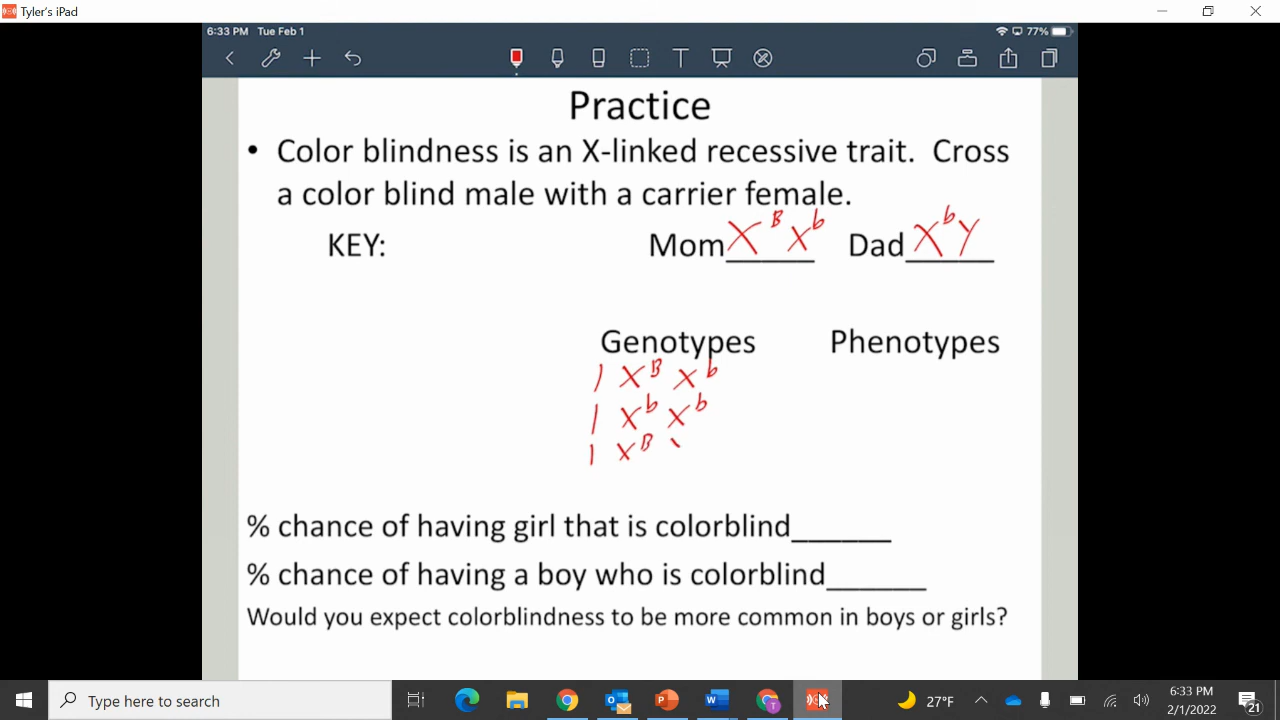 Tyler's iPad
6:33 PM Tue Feb 1
77%
Practice
• Color blindness is an X-linked recessive trait. Cross
a color blind male with a carrier female.
KEY: Mom X^B X^b Dad X^b Y
Genotypes Phenotypes
1 X^B X^b
1 X^b X^b
1 X^B
% chance of having girl that is colorblind______
% chance of having a boy who is colorblind______
Would you expect colorblindness to be more common in boys or girls?
Type here to search
27°F
6:33 PM
2/1/2022
21